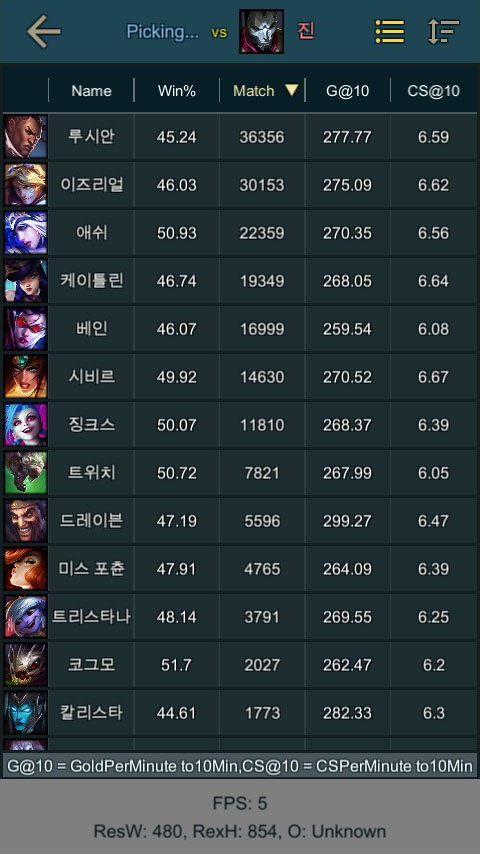 Picking... vs 진
Name Win% Match ▼ G@10 CS@10
루시안 45.24 36356 277.77 6.59
이즈리얼 46.03 30153 275.09 6.62
애쉬 50.93 22359 270.35 6.56
케이틀린 46.74 19349 268.05 6.64
베인 46.07 16999 259.54 6.08
시비르 49.92 14630 270.52 6.67
징크스 50.07 11810 268.37 6.39
트위치 50.72 7821 267.99 6.05
드레이븐 47.19 5596 299.27 6.47
미스 포츈 47.91 4765 264.09 6.39
트리스타나 48.14 3791 269.55 6.25
코그모 51.7 2027 262.47 6.2
칼리스타 44.61 1773 282.33 6.3
G@10 = GoldPerMinute to10Min,CS@10 = CSPerMinute to10Min
FPS: 5
ResW: 480, RexH: 854, O: Unknown